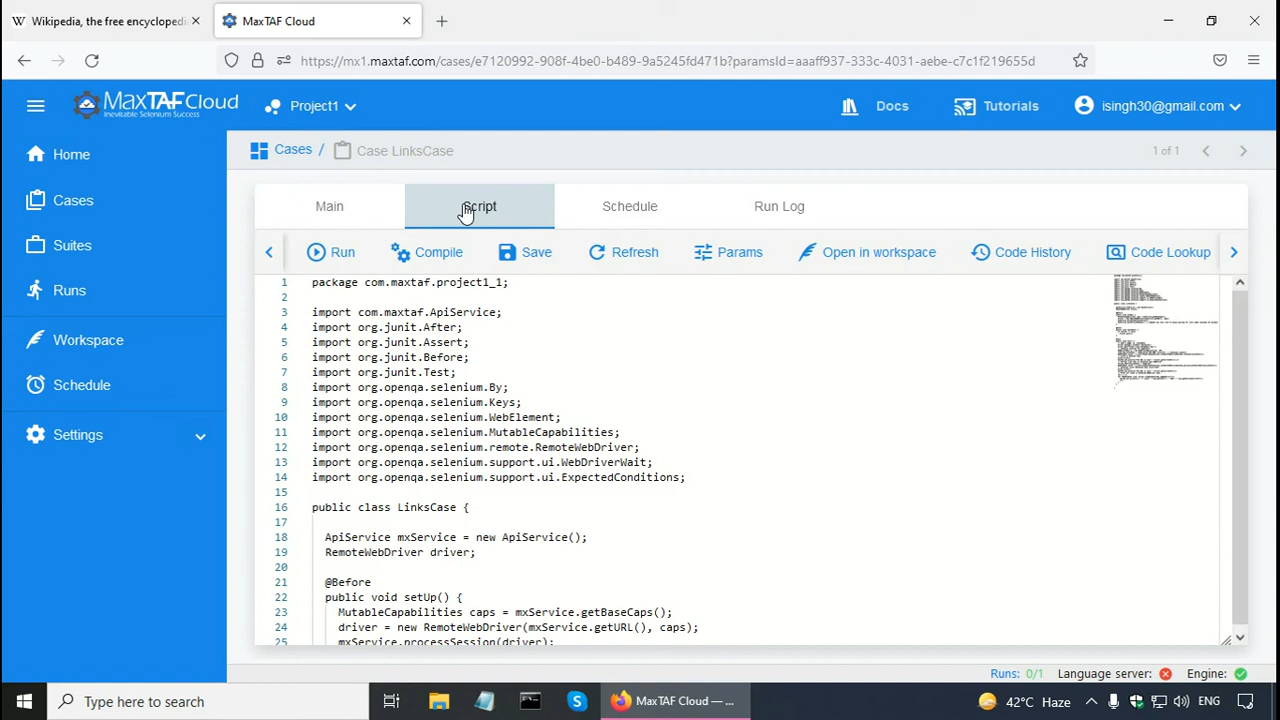 Wikipedia, the free encyclopedi
MaxTAF Cloud
https://mx1.maxtaf.com/cases/e7120992-908f-4be0-b489-9a5245fd471b?paramsId=aaaff937-333c-4031-aebe-c7c1f219655d
MaxTAFCloud
Inevitable Selenium Success
Project1
Docs
Tutorials
isingh30@gmail.com
Home
Cases
Suites
Runs
Workspace
Schedule
Settings
Cases / Case LinksCase
1 of 1
Main
Script
Schedule
Run Log
Run
Compile
Save
Refresh
Params
Open in workspace
Code History
Code Lookup
1 package com.maxtaf.project1_1;
2
3 import com.maxtaf.ApiService;
4 import org.junit.After;
5 import org.junit.Assert;
6 import org.junit.Before;
7 import org.junit.Test;
8 import org.openqa.selenium.By;
9 import org.openqa.selenium.Keys;
10 import org.openqa.selenium.WebElement;
11 import org.openqa.selenium.MutableCapabilities;
12 import org.openqa.selenium.remote.RemoteWebDriver;
13 import org.openqa.selenium.support.ui.WebDriverWait;
14 import org.openqa.selenium.support.ui.ExpectedConditions;
15
16 public class LinksCase {
17
18 ApiService mxService = new ApiService();
19 RemoteWebDriver driver;
20
21 @Before
22 public void setUp() {
23 MutableCapabilities caps = mxService.getBaseCaps();
24 driver = new RemoteWebDriver(mxService.getURL(), caps);
25 mxService.processSession(driver);
Runs: 0/1 Language server: Engine:
Type here to search
MaxTAF Cloud — ...
42°C Haze
ENG